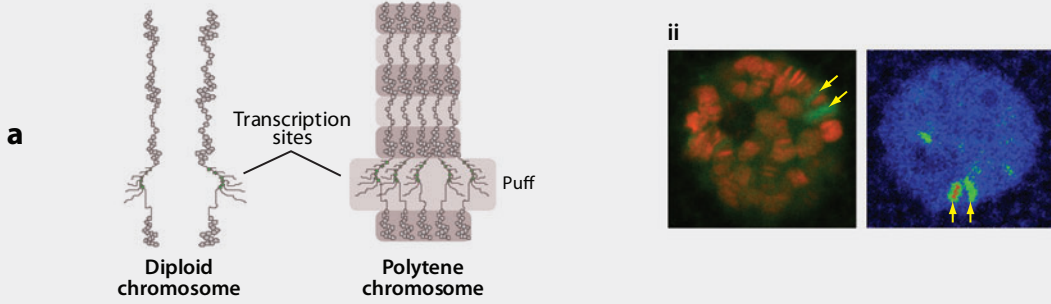 a
Transcription
sites
Puff
Diploid
chromosome
Polytene
chromosome
ii